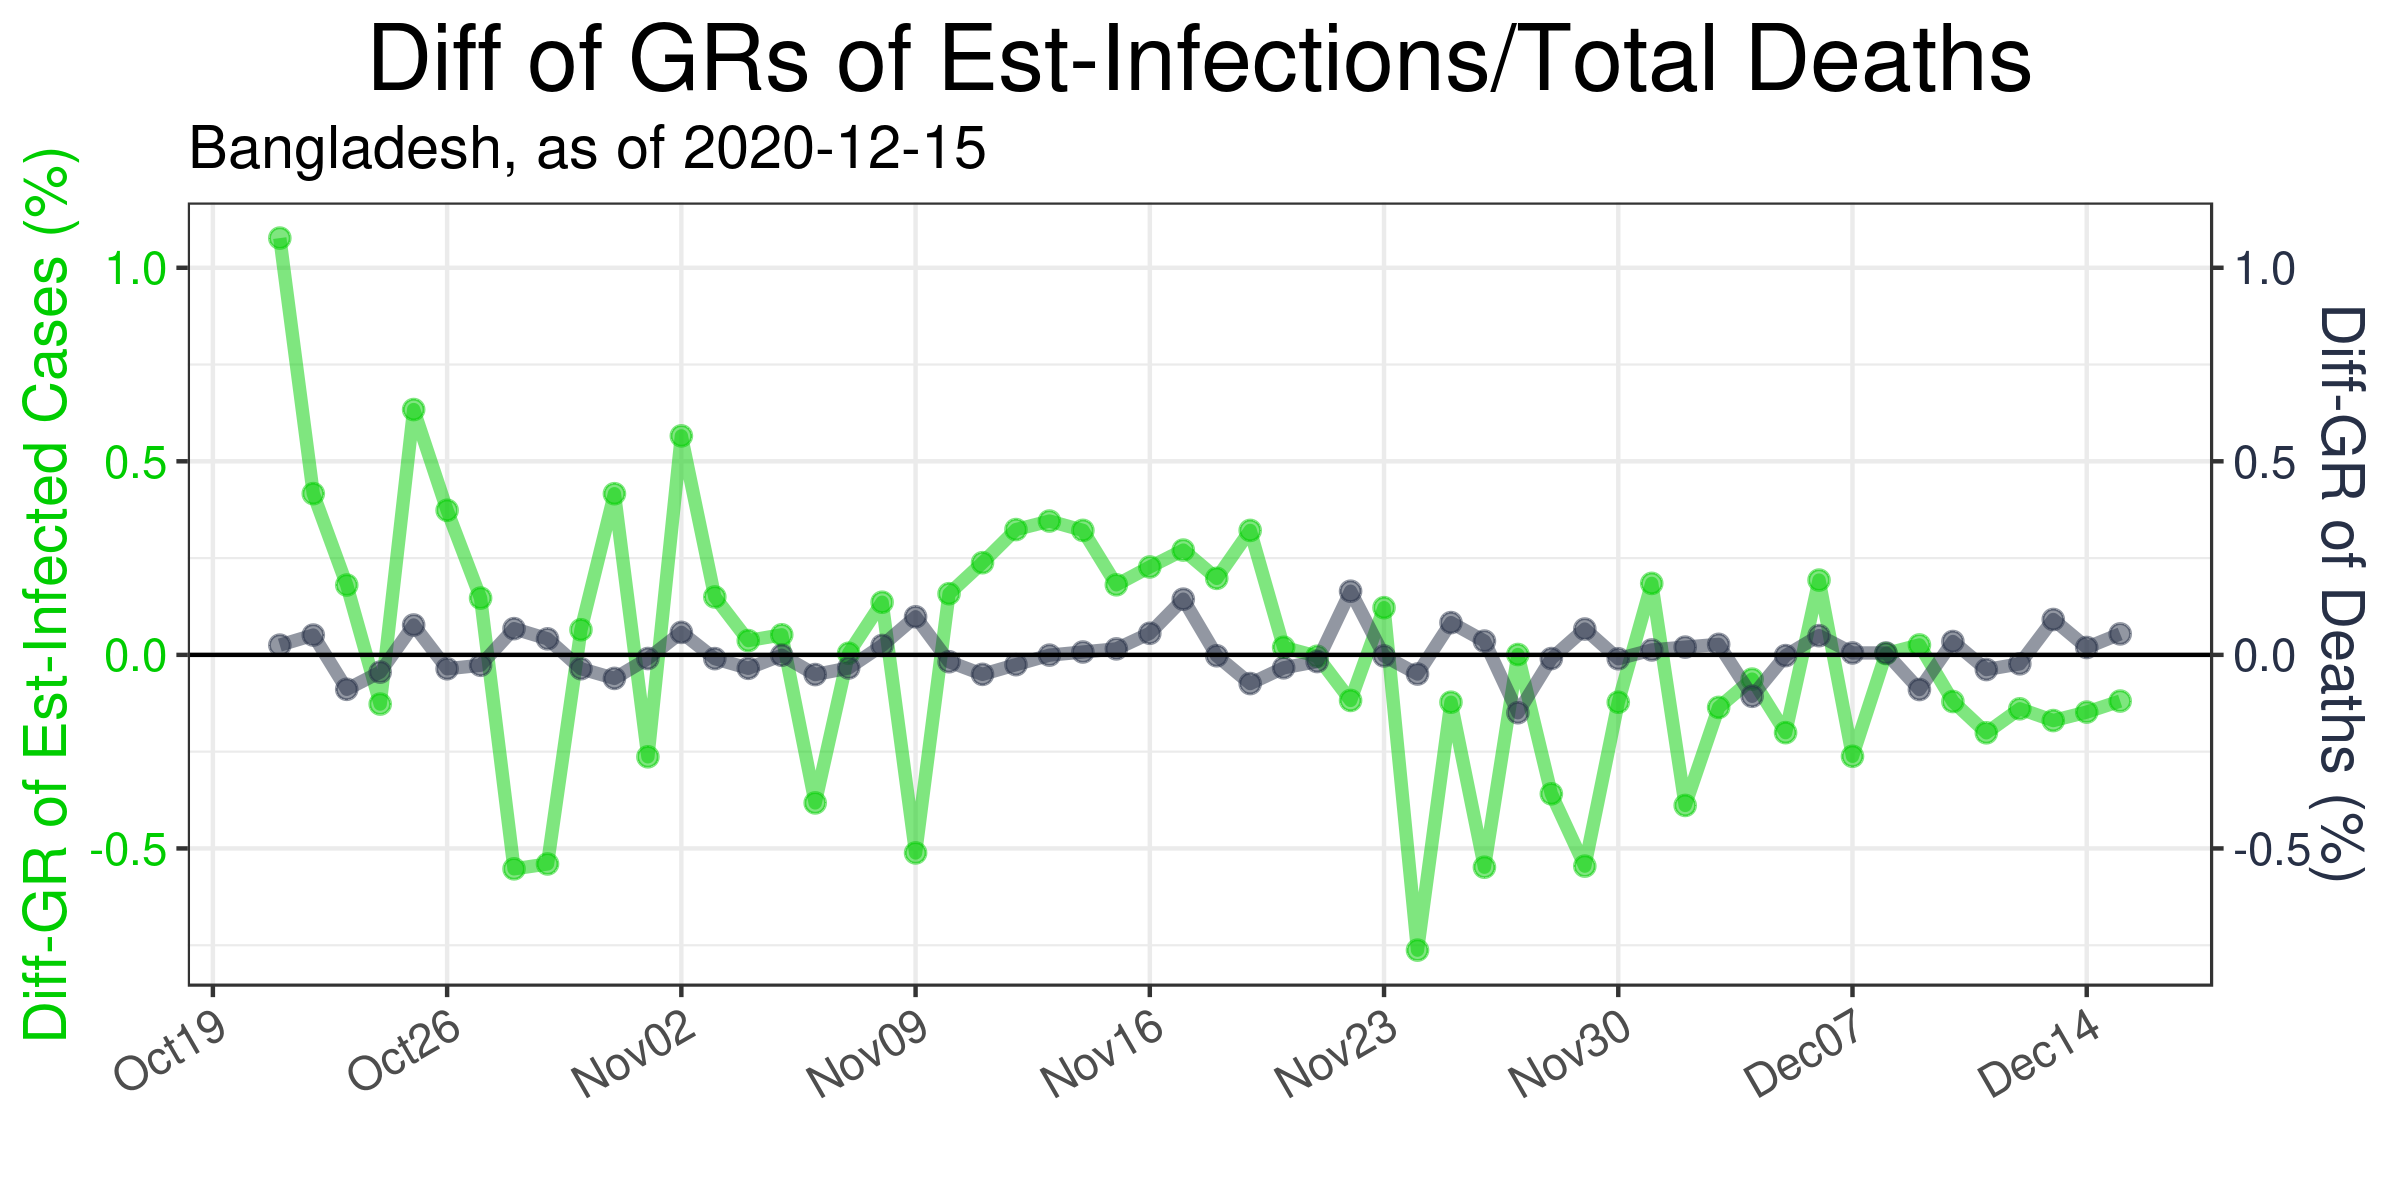 Diff of GRs of Est-Infections/Total Deaths
Bangladesh, as of 2020-12-15
Diff-GR of Est-Infected Cases (%)
1.0
0.5
0.0
-0.5
1.0
0.5
0.0
-0.5
Diff-GR of Deaths (%)
Oct19
Oct26
Nov02
Nov09
Nov16
Nov23
Nov30
Dec07
Dec14